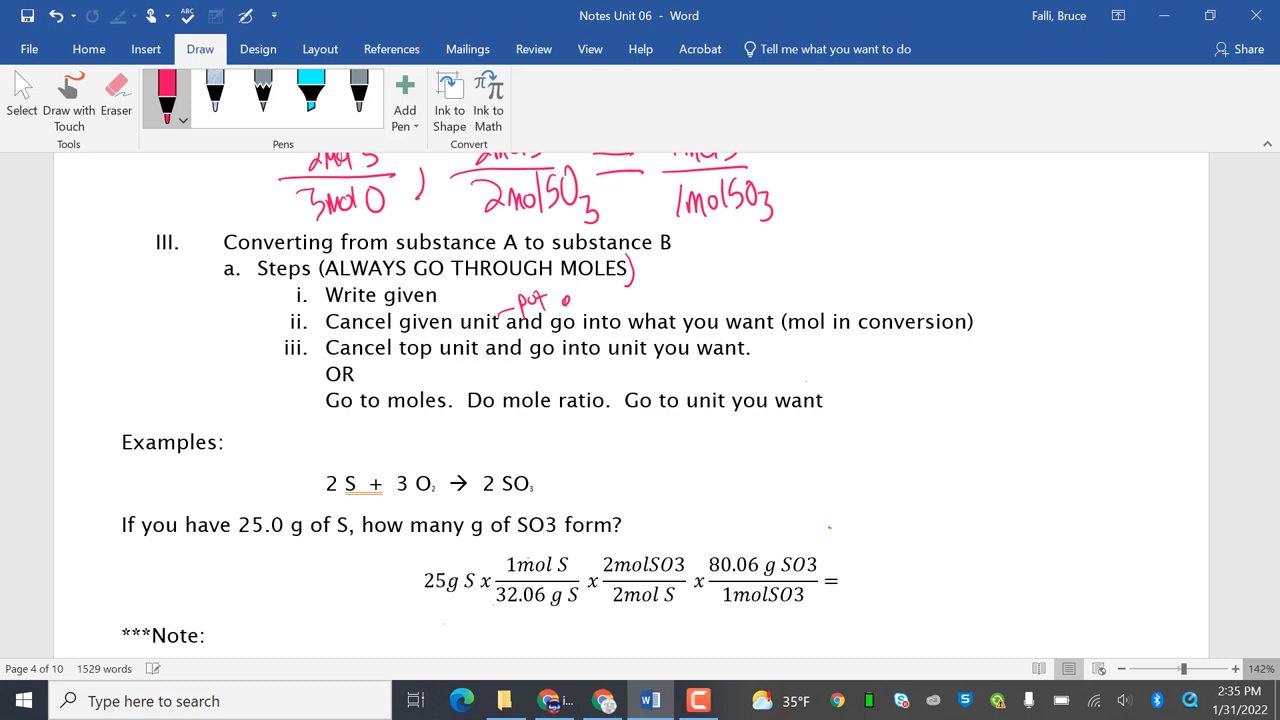 Notes Unit 06 - Word
Falli, Bruce
File Home Insert Draw Design Layout References Mailings Review View Help Acrobat Tell me what you want to do Share
Select Draw with Touch Eraser Add Pen Ink to Shape Ink to Math
Tools Pens Convert
3mol O , 2molSO3 = 1molSO3
III. Converting from substance A to substance B
a. Steps (ALWAYS GO THROUGH MOLES)
i. Write given
ii. Cancel given unit and go into what you want (mol in conversion)
iii. Cancel top unit and go into unit you want.
OR
Go to moles. Do mole ratio. Go to unit you want
Examples:
2 S + 3 O₂ → 2 SO₃
If you have 25.0 g of S, how many g of SO3 form?
25g S x 1mol S / 32.06 g S x 2molSO3 / 2mol S x 80.06 g SO3 / 1molSO3 =
***Note:
Page 4 of 10 1529 words 142%
Type here to search 35°F 2:35 PM
1/31/2022